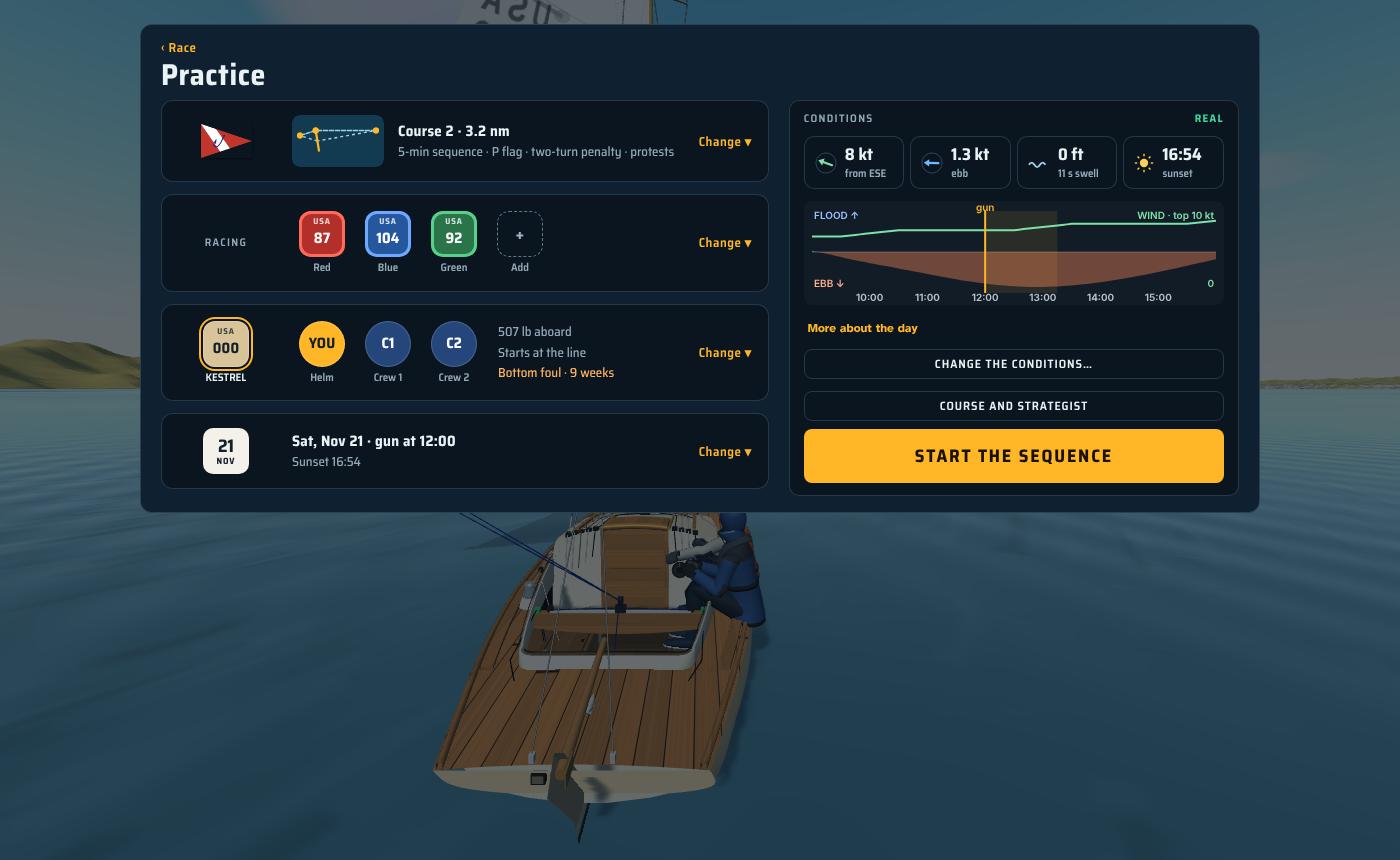 USA
‹ Race
Practice
Course 2 · 3.2 nm
5-min sequence · P flag · two-turn penalty · protests
Change ▾
RACING
USA
87
Red
USA
104
Blue
USA
92
Green
+
Add
Change ▾
USA
000
KESTREL
YOU
Helm
C1
Crew 1
C2
Crew 2
507 lb aboard
Starts at the line
Bottom foul · 9 weeks
Change ▾
21
NOV
Sat, Nov 21 · gun at 12:00
Sunset 16:54
Change ▾
CONDITIONS
REAL
8 kt
from ESE
1.3 kt
ebb
0 ft
11 s swell
16:54
sunset
gun
FLOOD ↑
WIND · top 10 kt
EBB ↓
0
10:00 11:00 12:00 13:00 14:00 15:00
More about the day
CHANGE THE CONDITIONS...
COURSE AND STRATEGIST
START THE SEQUENCE